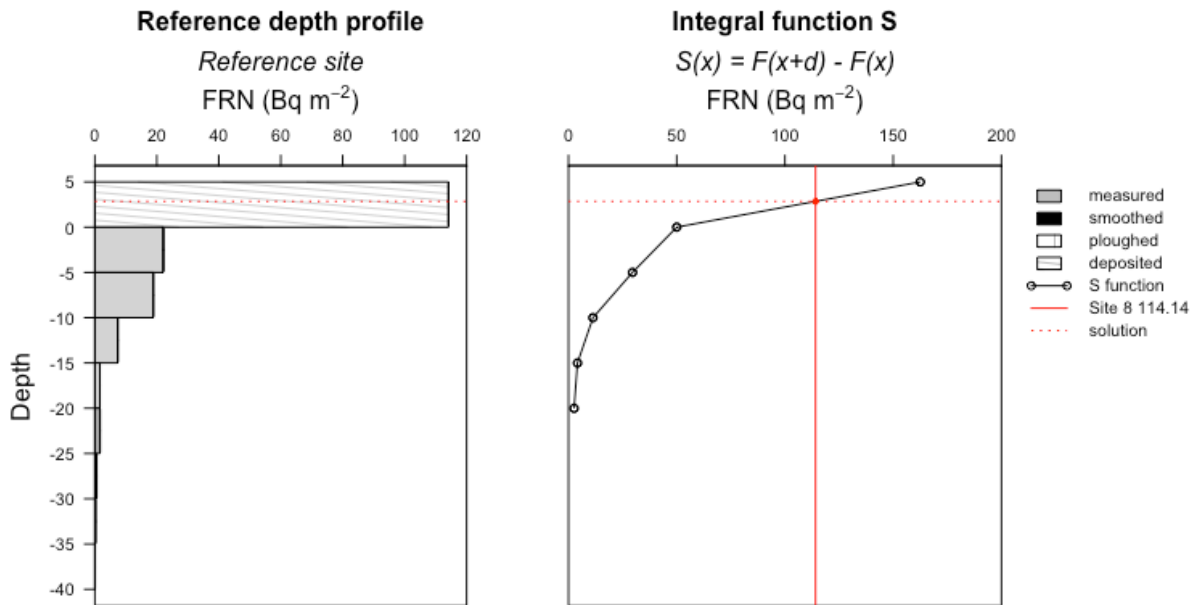 Reference depth profile
Reference site
FRN (Bq m⁻²)
0 20 40 60 80 100 120
5
0
-5
-10
-15
-20
-25
-30
-35
-40
Depth
Integral function S
S(x) = F(x+d) - F(x)
FRN (Bq m⁻²)
0 50 100 150 200
measured
smoothed
ploughed
deposited
S function
Site 8 114.14
solution